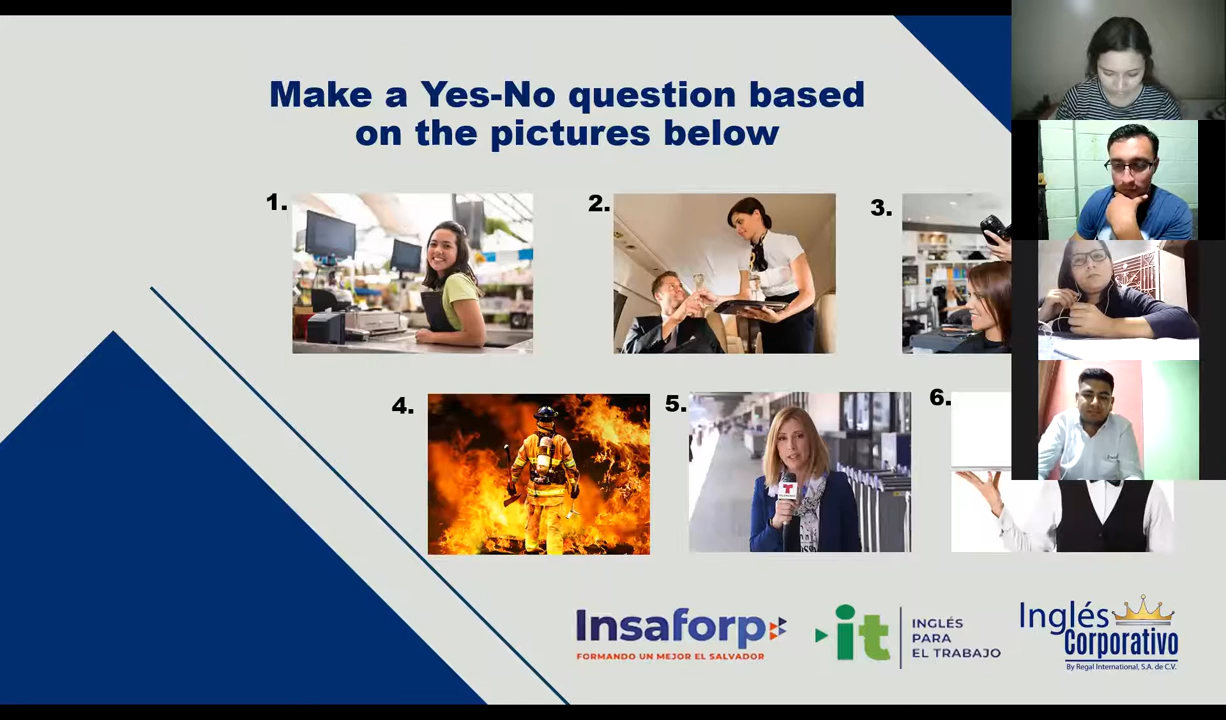 Make a Yes-No question based
on the pictures below
1.
2.
3.
4.
5.
6.
T
Insaforp
FORMANDO UN MEJOR EL SALVADOR
it
INGLÉS
PARA
EL TRABAJO
Inglés
Corporativo
By Regal International, S.A. de C.V.